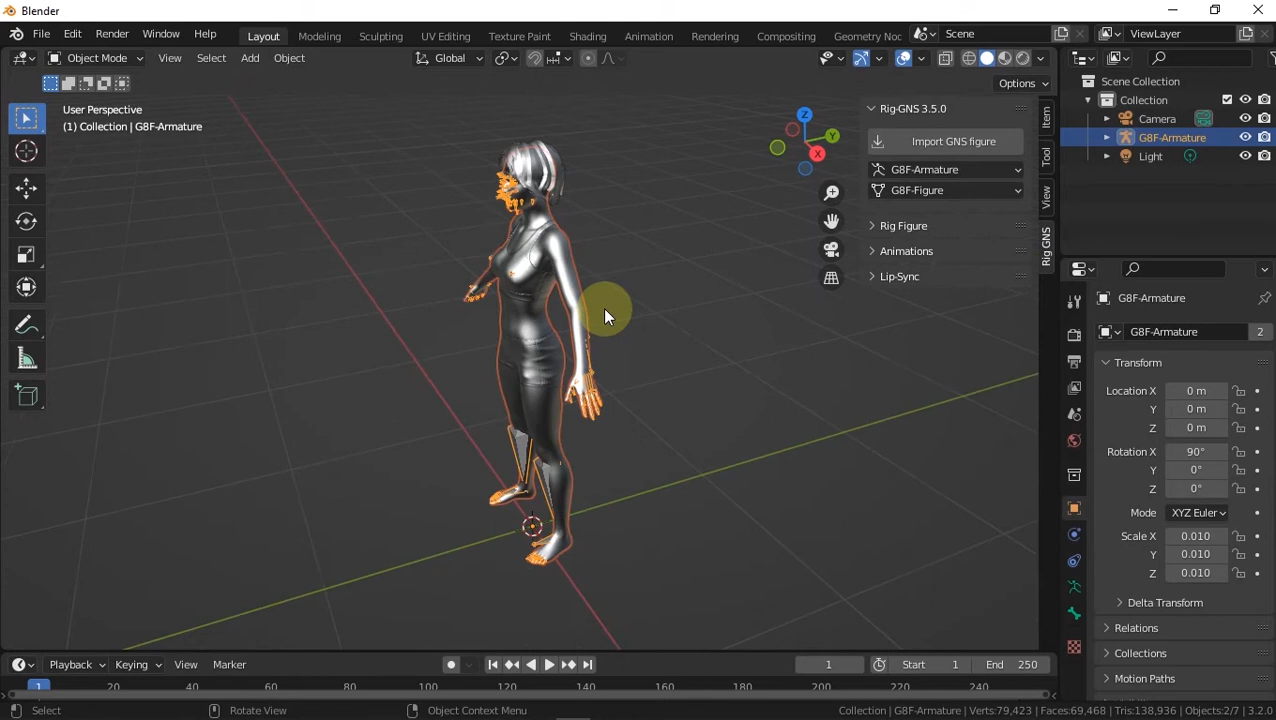 Blender
File Edit Render Window Help Layout Modeling Sculpting UV Editing Texture Paint Shading Animation Rendering Compositing Geometry Noc Scene ViewLayer
Object Mode View Select Add Object Global
Options
User Perspective
(1) Collection | G8F-Armature
Z
Y
X
Rig-GNS 3.5.0
Import GNS figure
G8F-Armature
G8F-Figure
Rig Figure
Animations
Lip-Sync
Item
Tool
View
Rig GNS
Scene Collection
Collection
Camera
G8F-Armature
Light
G8F-Armature
G8F-Armature 2
Transform
Location X 0 m
Y 0 m
Z 0 m
Rotation X 90°
Y 0°
Z 0°
Mode XYZ Euler
Scale X 0.010
Y 0.010
Z 0.010
Delta Transform
Relations
Collections
Motion Paths
Playback Keying View Marker 1 Start 1 End 250
1 20 40 60 80 100 120 140 160 180 200 220 240
Select Rotate View Object Context Menu Collection | G8F-Armature | Verts:79,423 | Faces:69,468 | Tris:138,936 | Objects:2/7 | 3.2.0